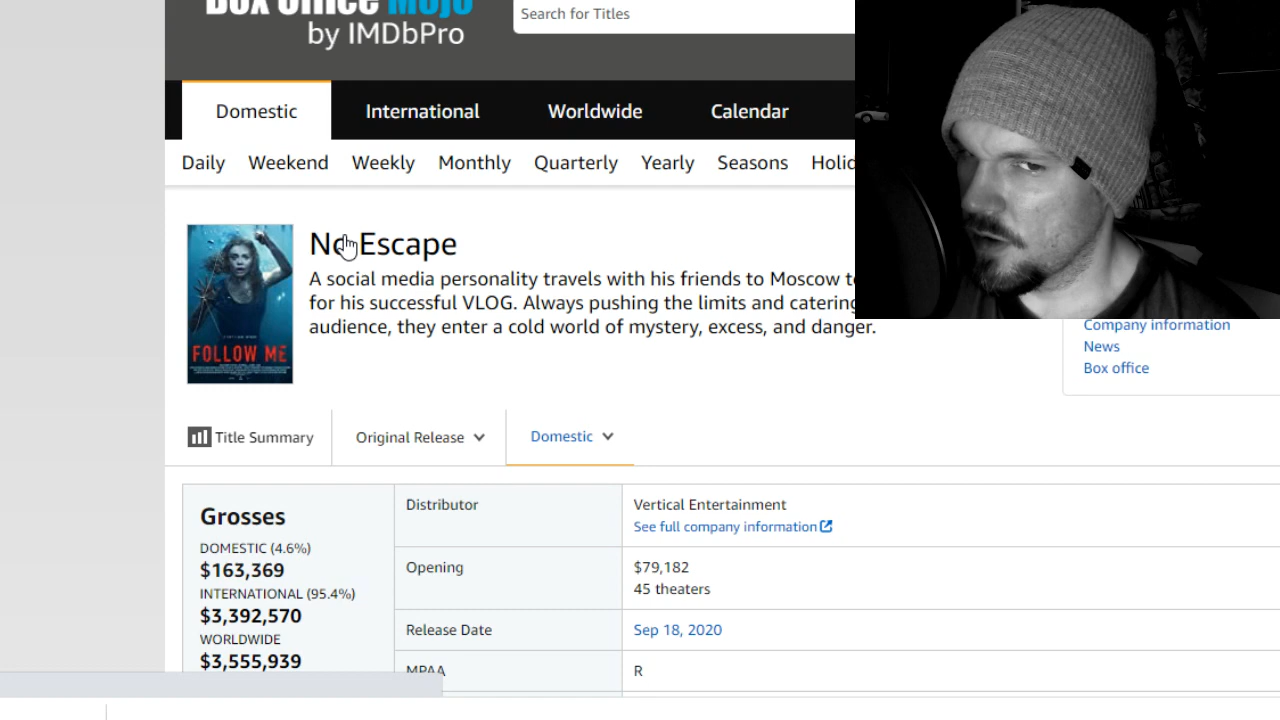 Box Office Mojo
by IMDbPro
Search for Titles
Domestic
International
Worldwide
Calendar
Daily
Weekend
Weekly
Monthly
Quarterly
Yearly
Seasons
No Escape
A social media personality travels with his friends to Moscow
for his successful VLOG. Always pushing the limits and catering
audience, they enter a cold world of mystery, excess, and danger.
FOLLOW ME
Company information
News
Box office
Title Summary
Original Release
Domestic
Grosses
DOMESTIC (4.6%)
$163,369
INTERNATIONAL (95.4%)
$3,392,570
WORLDWIDE
$3,555,939
Distributor
Vertical Entertainment
See full company information
Opening
$79,182
45 theaters
Release Date
Sep 18, 2020
MPAA
R